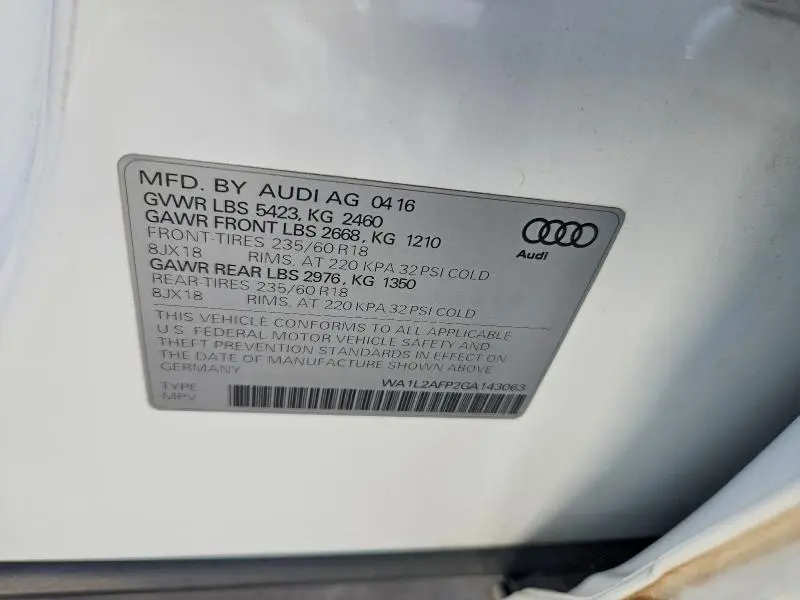 MFD. BY AUDI AG 0416
GVWR LBS 5423, KG 2460
GAWR FRONT LBS 2668, KG 1210
FRONT-TIRES 235/60 R18
8JX18 RIMS, AT 220 KPA 32 PSI COLD
GAWR REAR LBS 2976, KG 1350
REAR-TIRES 235/60 R18
8JX18 RIMS, AT 220 KPA 32 PSI COLD
Audi
THIS VEHICLE CONFORMS TO ALL APPLICABLE
U.S. FEDERAL MOTOR VEHICLE SAFETY AND
THEFT PREVENTION STANDARDS IN EFFECT ON
THE DATE OF MANUFACTURE SHOWN ABOVE
GERMANY
WA1L2AFP2GA143063
TYPE
MPV